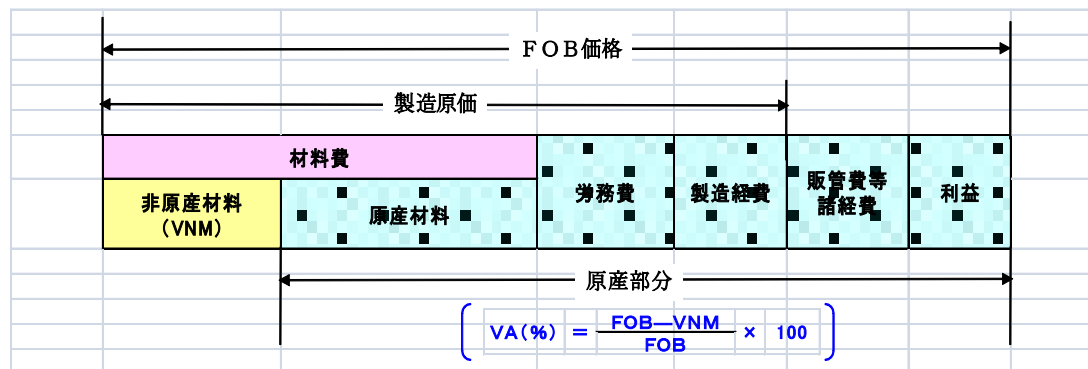 ＦＯＢ価格
製造原価
材料費
非原産材料
（VNM）
原産材料
労務費
製造経費
販管費等
諸経費
利益
原産部分
VA(%) = FOB―VNM / FOB × 100